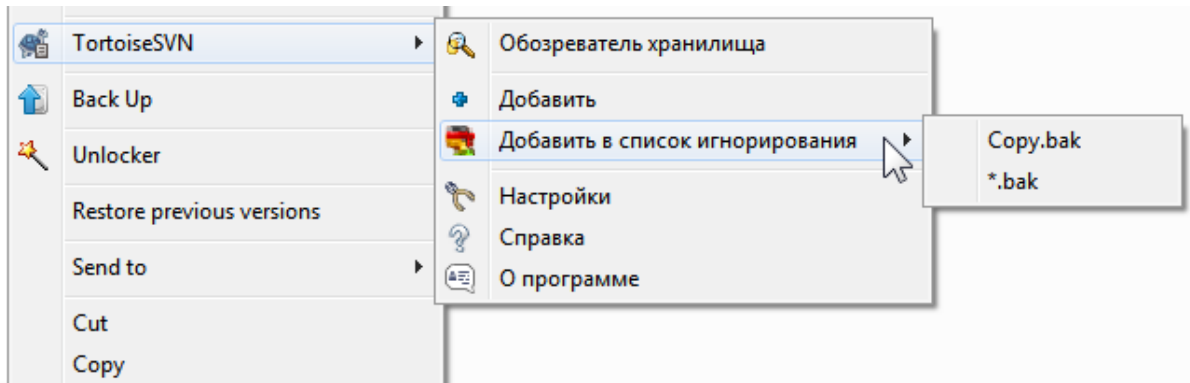 TortoiseSVN
Back Up
Unlocker
Restore previous versions
Send to
Cut
Copy
Обозреватель хранилища
Добавить
Добавить в список игнорирования
Настройки
Справка
О программе
Copy.bak
*.bak